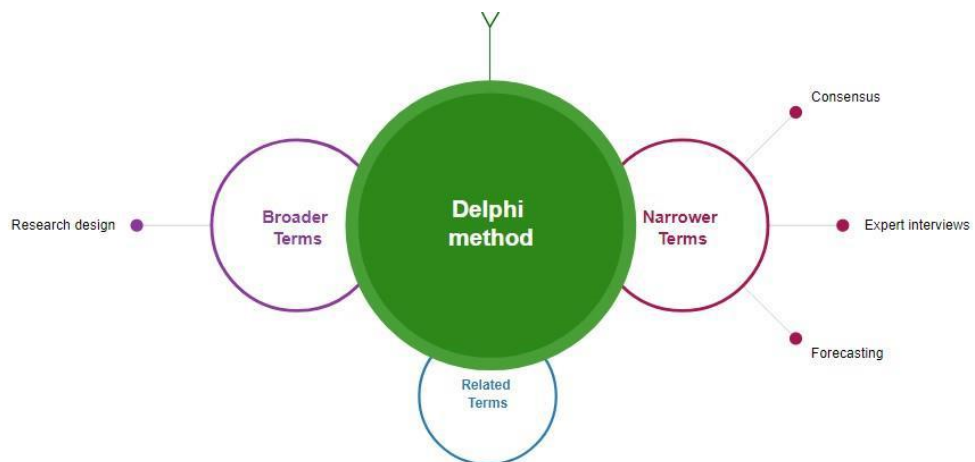 Consensus
Research design
Broader
Terms
Delphi
method
Narrower
Terms
Expert interviews
Forecasting
Related
Terms